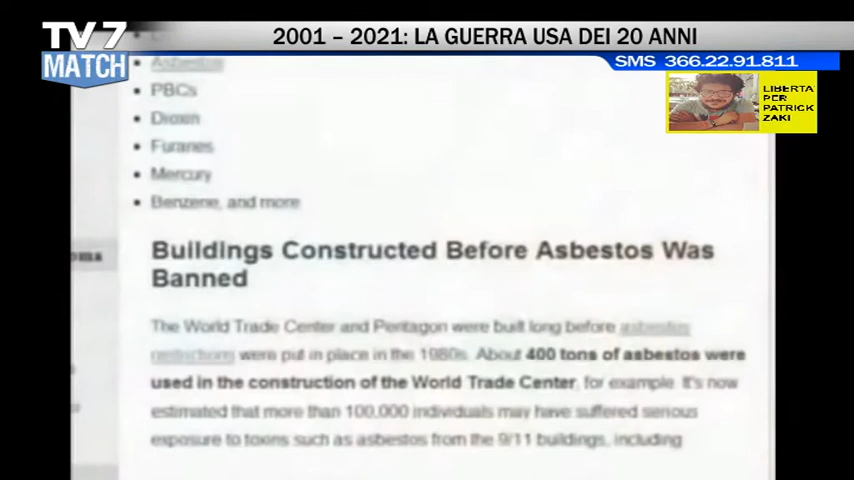 TV7
MATCH
2001 – 2021: LA GUERRA USA DEI 20 ANNI
SMS 366.22.91.811
LIBERTA'
PER
PATRICK
ZAKI
• Asbestos
• PBCs
• Dioxin
• Furanes
• Mercury
• Benzene, and more
Buildings Constructed Before Asbestos Was
Banned
The World Trade Center and Pentagon were built long before asbestos
restrictions were put in place in the 1980s. About 400 tons of asbestos were
used in the construction of the World Trade Center, for example. It's now
estimated that more than 100,000 individuals may have suffered serious
exposure to toxins such as asbestos from the 9/11 buildings, including